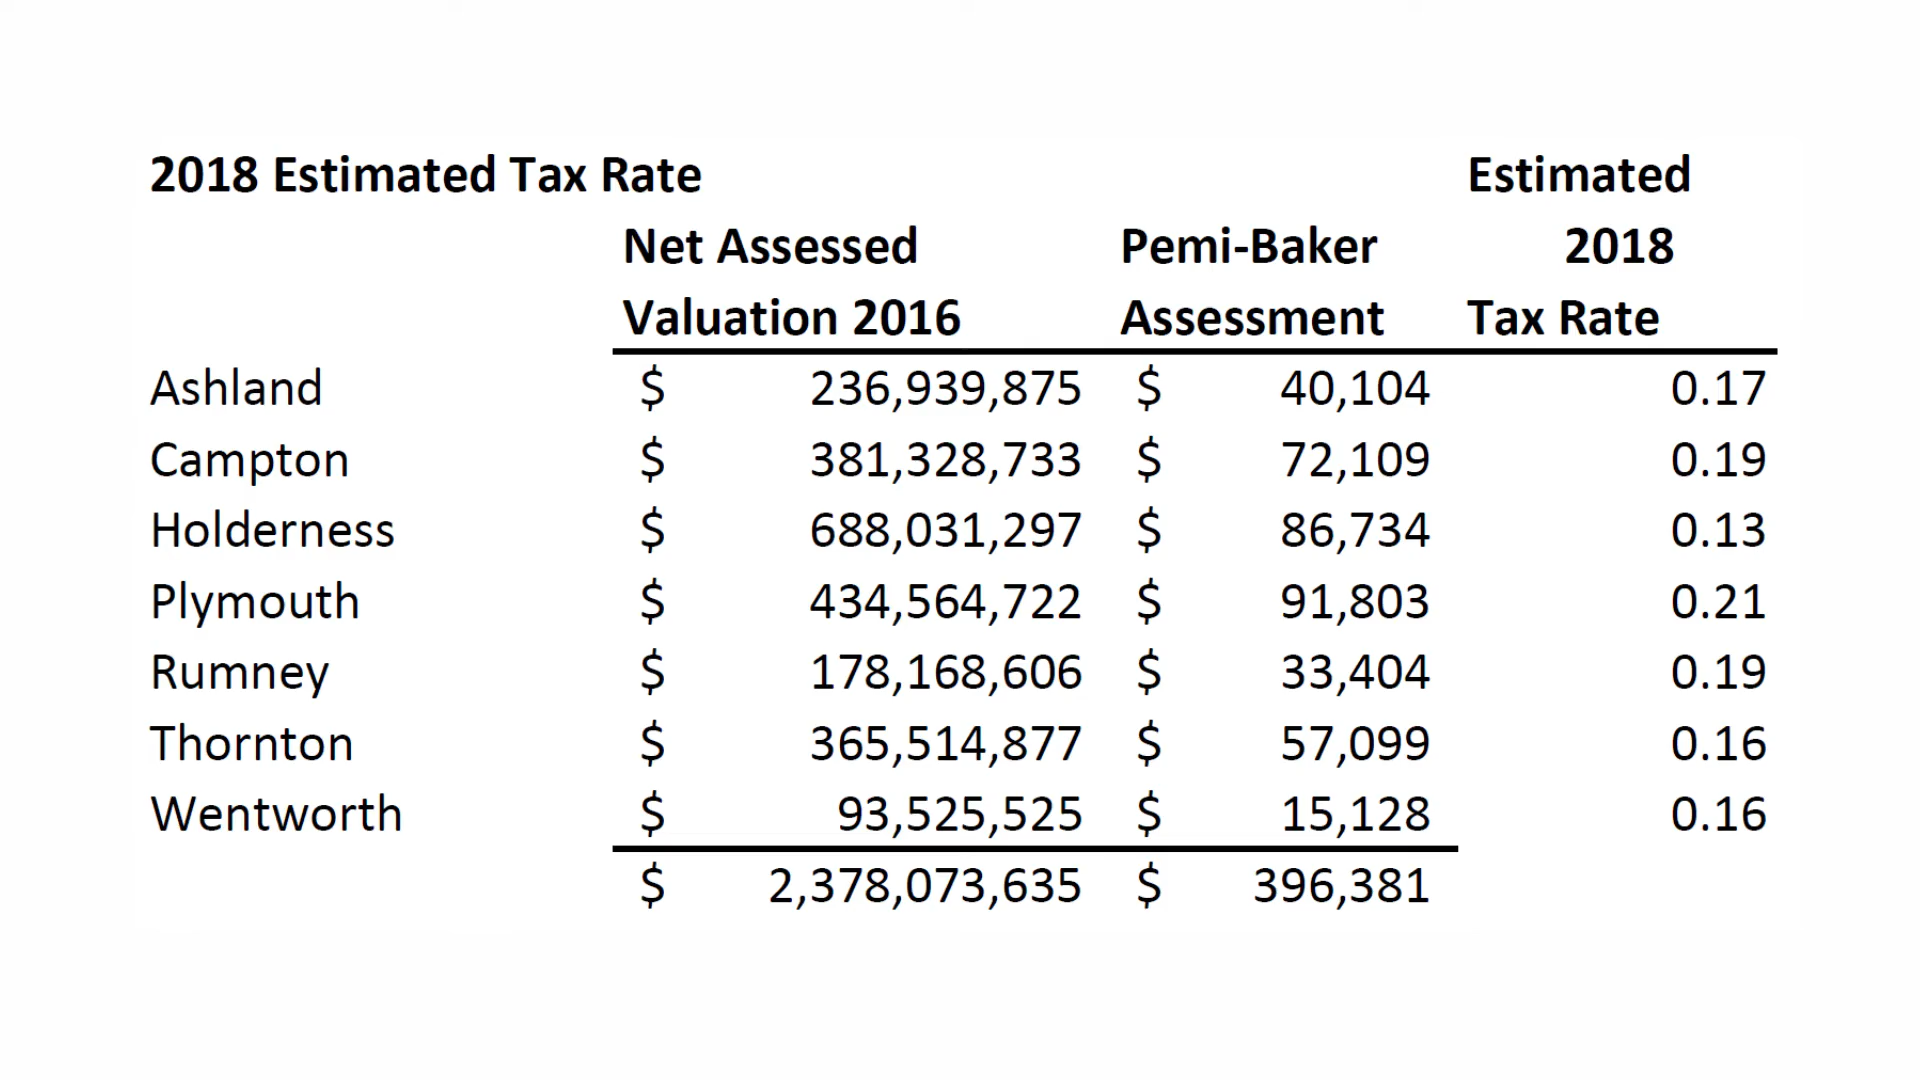 2018 Estimated Tax Rate Estimated
Net Assessed Pemi-Baker 2018
Valuation 2016 Assessment Tax Rate
Ashland $ 236,939,875 $ 40,104 0.17
Campton $ 381,328,733 $ 72,109 0.19
Holderness $ 688,031,297 $ 86,734 0.13
Plymouth $ 434,564,722 $ 91,803 0.21
Rumney $ 178,168,606 $ 33,404 0.19
Thornton $ 365,514,877 $ 57,099 0.16
Wentworth $ 93,525,525 $ 15,128 0.16
$ 2,378,073,635 $ 396,381